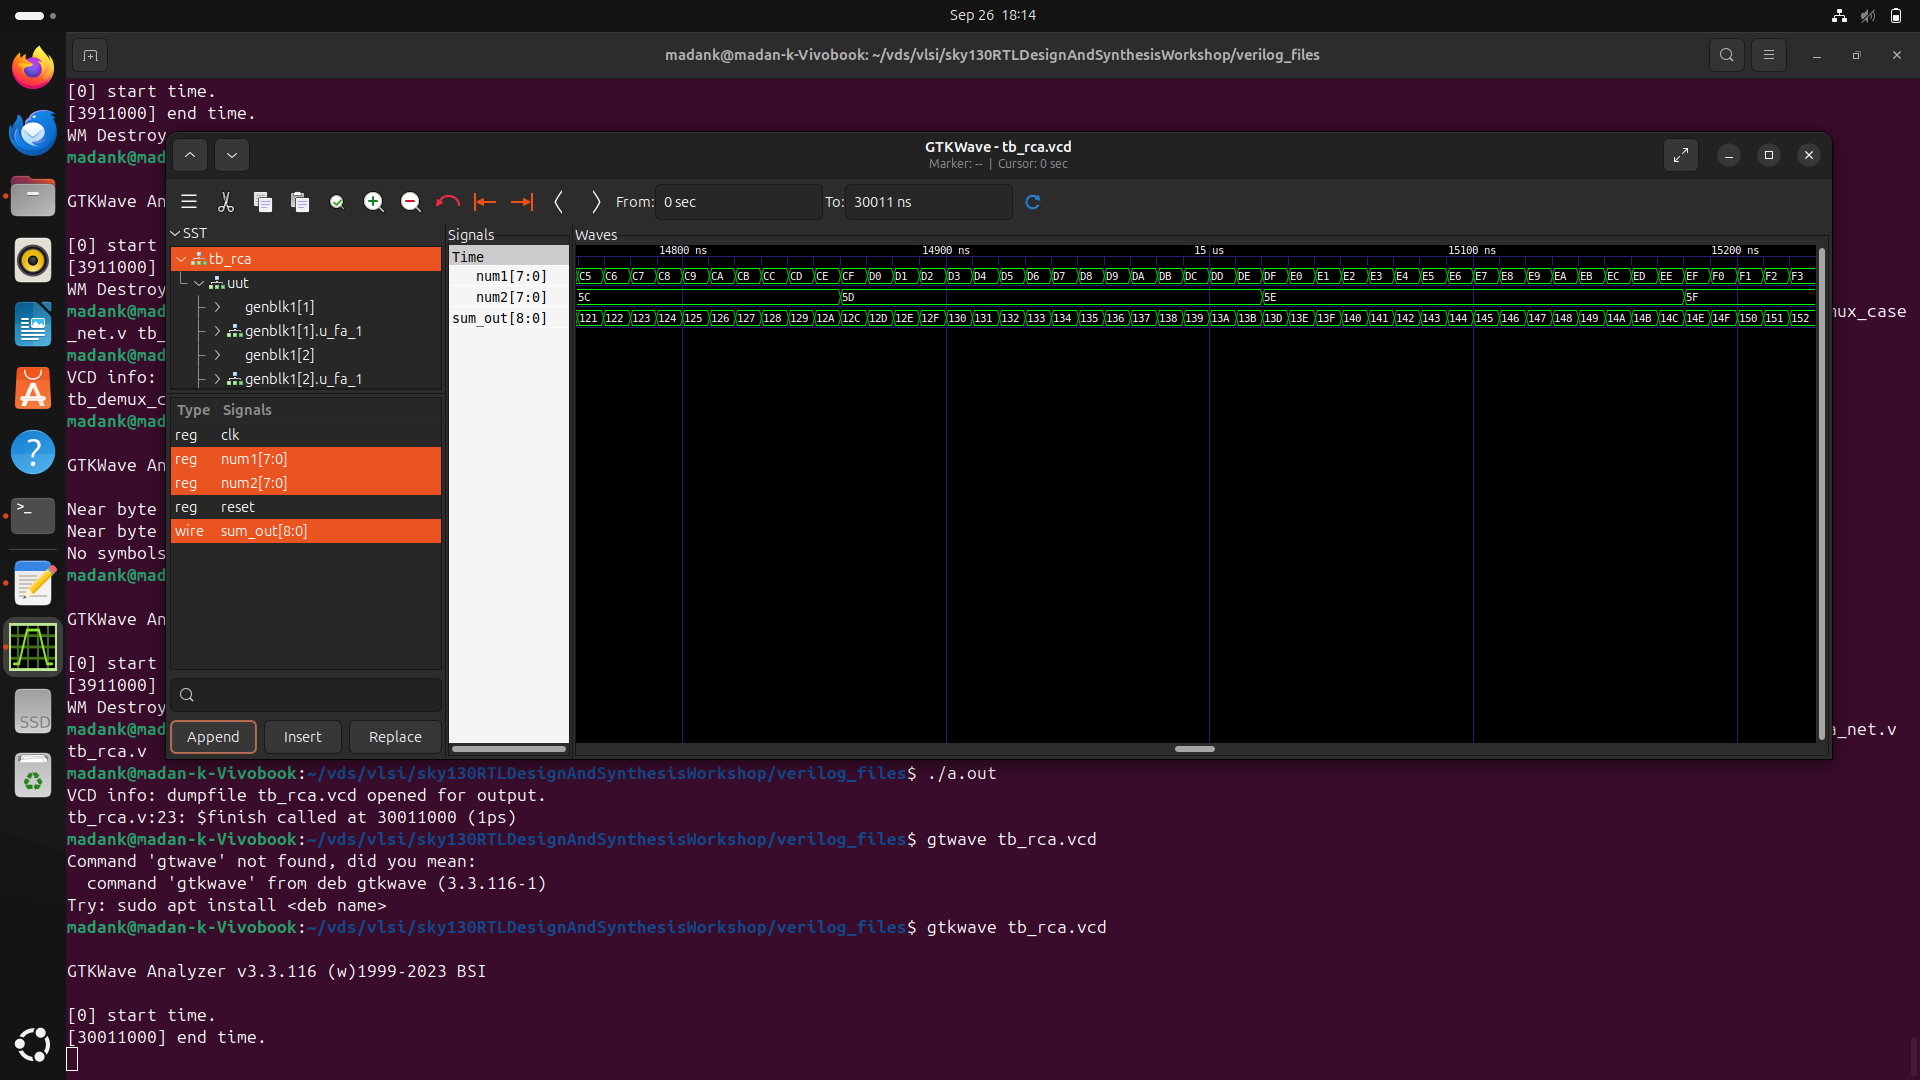 Sep 26 18:14
madank@madan-k-Vivobook: ~/vds/vlsi/sky130RTLDesignAndSynthesisWorkshop/verilog_files
[0] start time.
[3911000] end time.
WM Destroy
madank@mad
GTKWave An
[0] start
[3911000]
WM Destroy
madank@mad
mux_case
_net.v tb_
madank@mad
VCD info:
tb_demux_c
madank@mad
GTKWave An
Near byte
Near byte
No symbols
madank@mad
GTKWave An
[0] start
[3911000]
WM Destroy
madank@mad
a_net.v
tb_rca.v
GTKWave - tb_rca.vcd
Marker: -- | Cursor: 0 sec
From: 0 sec To: 30011 ns
SST
tb_rca
uut
genblk1[1]
genblk1[1].u_fa_1
genblk1[2]
genblk1[2].u_fa_1
Type Signals
reg clk
reg num1[7:0]
reg num2[7:0]
reg reset
wire sum_out[8:0]
Append Insert Replace
Signals
Time
num1[7:0]
num2[7:0]
sum_out[8:0]
Waves
14800 ns 14900 ns 15 us 15100 ns 15200 ns
C5 C6 C7 C8 C9 CA CB CC CD CE CF D0 D1 D2 D3 D4 D5 D6 D7 D8 D9 DA DB DC DD DE DF E0 E1 E2 E3 E4 E5 E6 E7 E8 E9 EA EB EC ED EE EF F0 F1 F2 F3
5C 5D 5E 5F
121 122 123 124 125 126 127 128 129 12A 12C 12D 12E 12F 130 131 132 133 134 135 136 137 138 139 13A 13B 13D 13E 13F 140 141 142 143 144 145 146 147 148 149 14A 14B 14C 14E 14F 150 151 152
madank@madan-k-Vivobook:~/vds/vlsi/sky130RTLDesignAndSynthesisWorkshop/verilog_files$ ./a.out
VCD info: dumpfile tb_rca.vcd opened for output.
tb_rca.v:23: $finish called at 30011000 (1ps)
madank@madan-k-Vivobook:~/vds/vlsi/sky130RTLDesignAndSynthesisWorkshop/verilog_files$ gtwave tb_rca.vcd
Command 'gtwave' not found, did you mean:
command 'gtkwave' from deb gtkwave (3.3.116-1)
Try: sudo apt install <deb name>
madank@madan-k-Vivobook:~/vds/vlsi/sky130RTLDesignAndSynthesisWorkshop/verilog_files$ gtkwave tb_rca.vcd
GTKWave Analyzer v3.3.116 (w)1999-2023 BSI
[0] start time.
[30011000] end time.
SSD